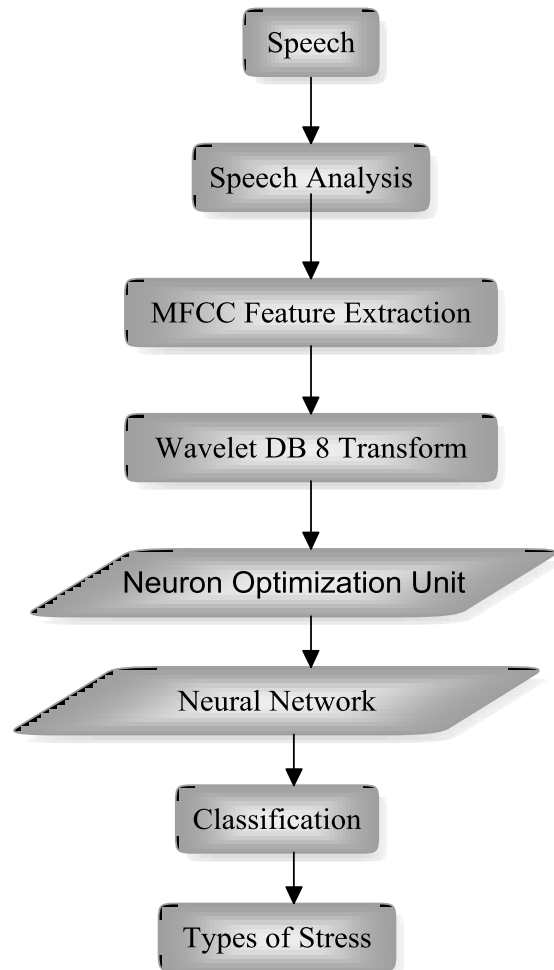 Speech
Speech Analysis
MFCC Feature Extraction
Wavelet DB 8 Transform
Neuron Optimization Unit
Neural Network
Classification
Types of Stress